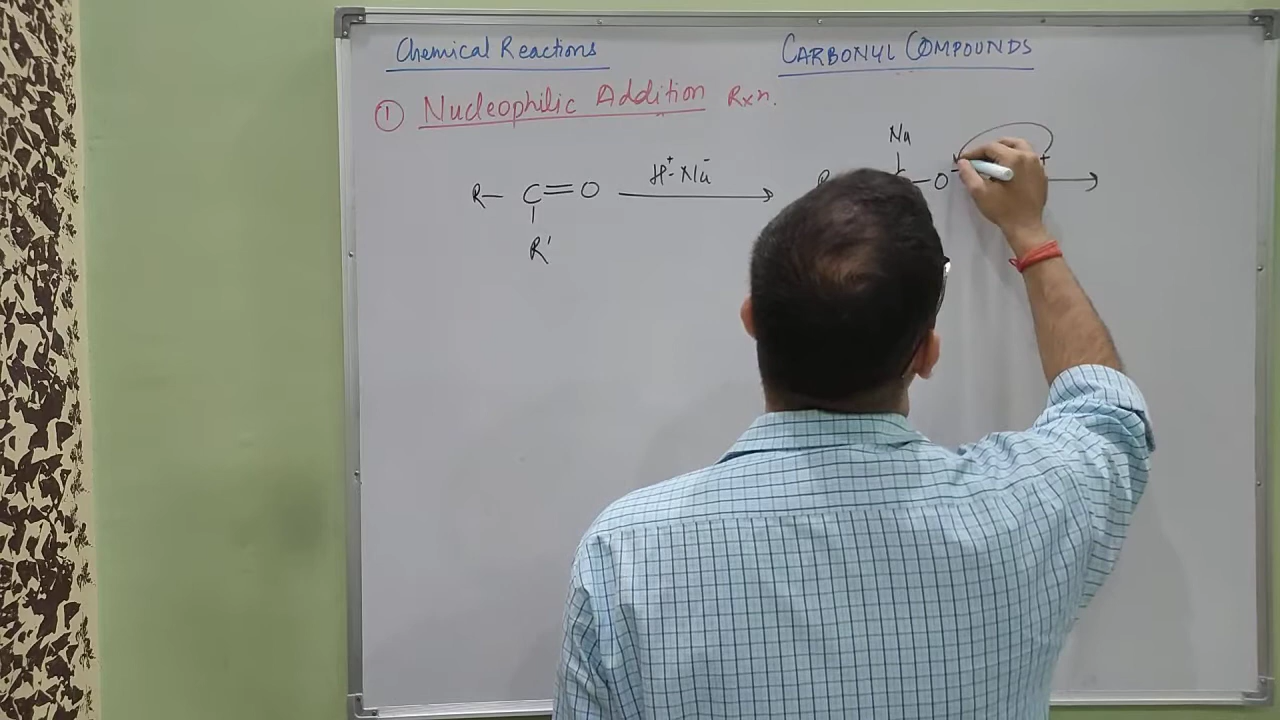 Chemical Reactions
CARBONYL COMPOUNDS
① Nucleophilic Addition Rxn.
Nu
R– C=O
H⁺–Nu⁻
–O⁻
+
R'